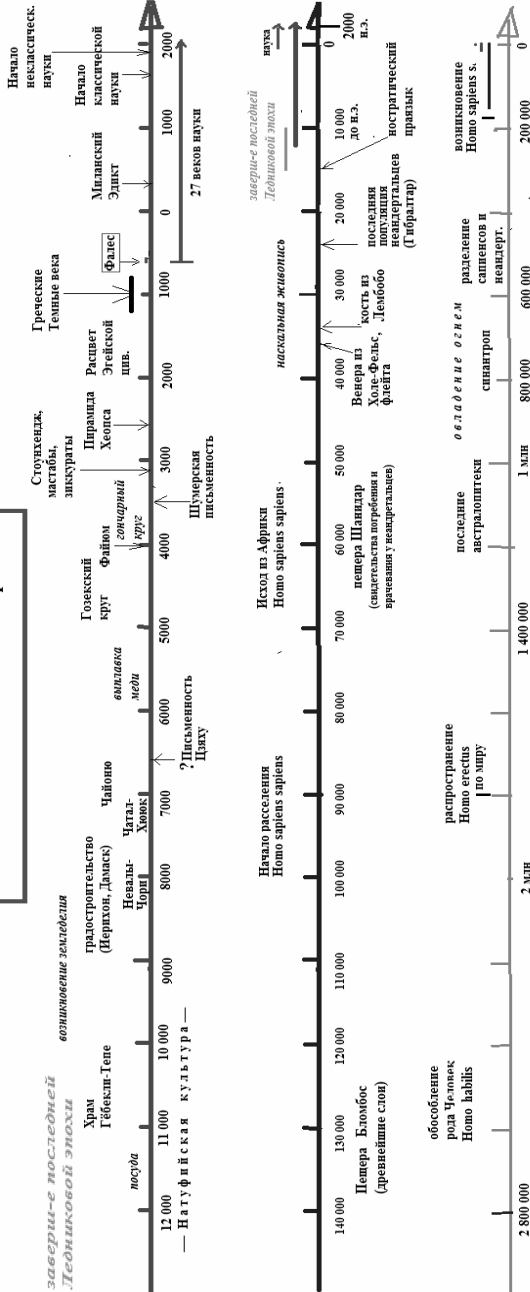 завершe-е последней
Ледниковой эпохи
возникновение земледелия
Храм
Гёбекли-Тепе
посуда
градостроительство
(Иерихон, Дамаск)
Невалы-
Чори
Чатал-
Хююк
Чайоню
выплавка
меди
Гозекский
круг
Файюм
гончарный
круг
Стоунхендж,
мастабы,
зиккураты
Пирамида
Хеопса
Расцвет
Эгейской
цив.
Греческие
Темные века
Фалес
Миланский
Эдикт
Начало
классической
науки
Начало
неклассическ.
науки
12 000
11 000
10 000
9000
8000
7000
6000
5000
4000
3000
2000
1000
0
1000
2000
— Натуфийская культура —
? Письменность
Цзяху
Шумерская
письменность
27 веков науки
Начало расселения
Homo sapiens sapiens
Исход из Африки
Homo sapiens sapiens
наскальная живопись
заверш-е последней
Ледниковой эпохи
наука
140 000
130 000
120 000
110 000
100 000
90 000
80 000
70 000
60 000
50 000
40 000
30 000
20 000
10 000
до н.э.
0
2000
н.э.
Пещера Бломбос
(древнейшие слои)
пещера Шанидар
(свидетельства погребения и
врачевания у неандертальцев)
Венера из
Холе-Фельс,
флейта
кость из
Лембобо
последняя
популяция
неандертальцев
(Гибралтар)
ностратический
праязык
обособление
рода Человек
Homo habilis
распространение
Homo erectus
по миру
последние
австралопитеки
овладение огнем
синантроп
разделение
сапиенсов и
неандерт.
возникновение
Homo sapiens s.
2 800 000
2 млн
1 400 000
1 млн
800 000
600 000
200 000
0